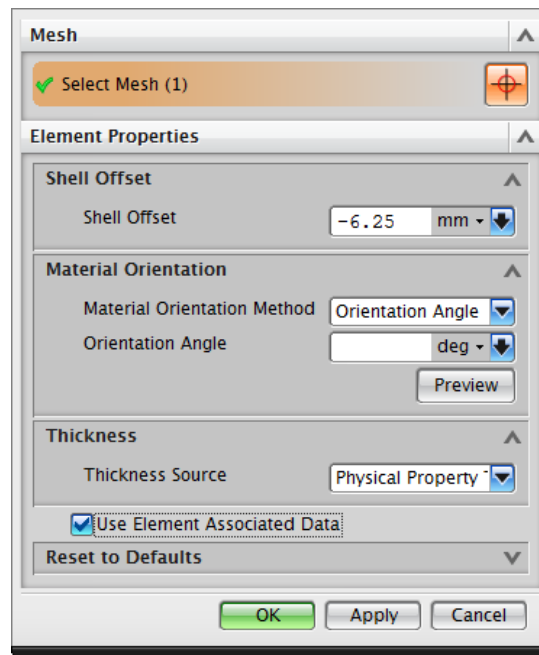 Mesh
Select Mesh (1)
Element Properties
Shell Offset
Shell Offset -6.25 mm
Material Orientation
Material Orientation Method Orientation Angle
Orientation Angle deg
Preview
Thickness
Thickness Source Physical Property
Use Element Associated Data
Reset to Defaults
OK Apply Cancel